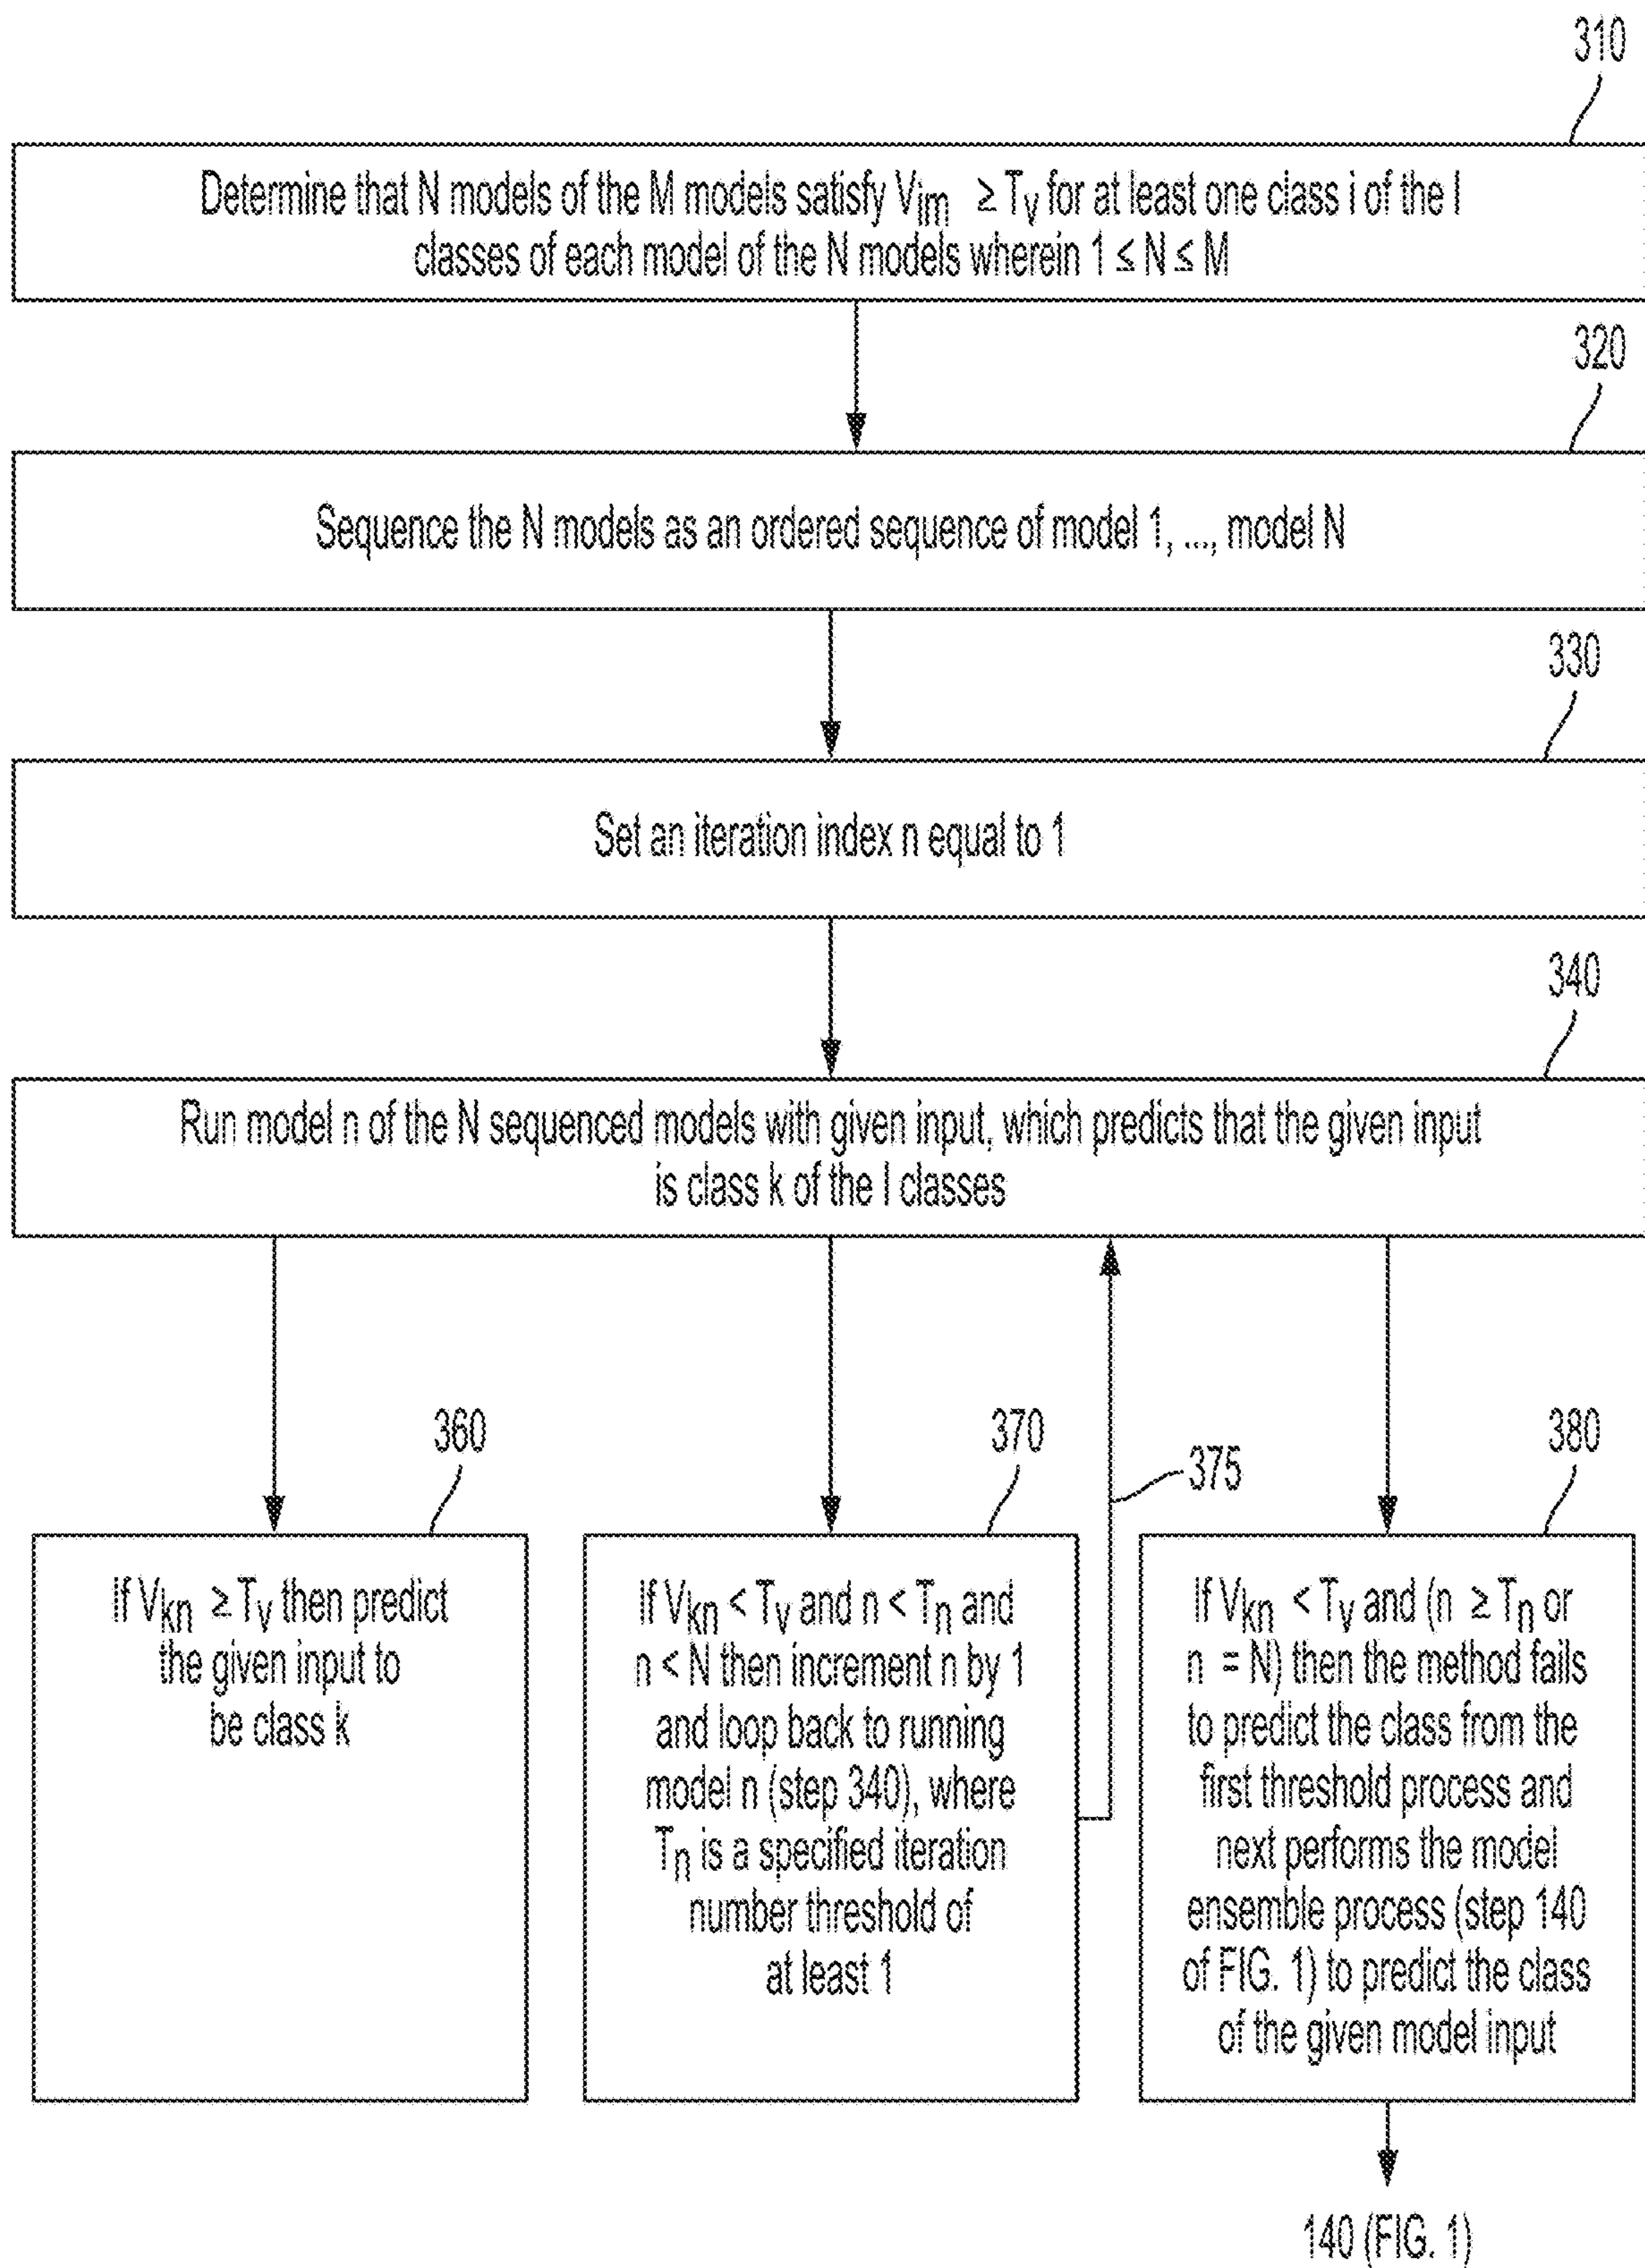 310
Determine that N models of the M models satisfy Vim ≥ Tv for at least one class i of the I
classes of each model of the N models wherein 1 ≤ N ≤ M
320
Sequence the N models as an ordered sequence of model 1, ..., model N
330
Set an iteration index n equal to 1
340
Run model n of the N sequenced models with given input, which predicts that the given input
is class k of the I classes
360
If Vkn ≥ Tv then predict
the given input to
be class k
370
If Vkn < Tv and n < Tn and
n < N then increment n by 1
and loop back to running
model n (step 340), where
Tn is a specified iteration
number threshold of
at least 1
375
380
If Vkn < Tv and (n ≥ Tn or
n = N) then the method fails
to predict the class from the
first threshold process and
next performs the model
ensemble process (step 140
of FIG. 1) to predict the class
of the given model input
140 (FIG. 1)